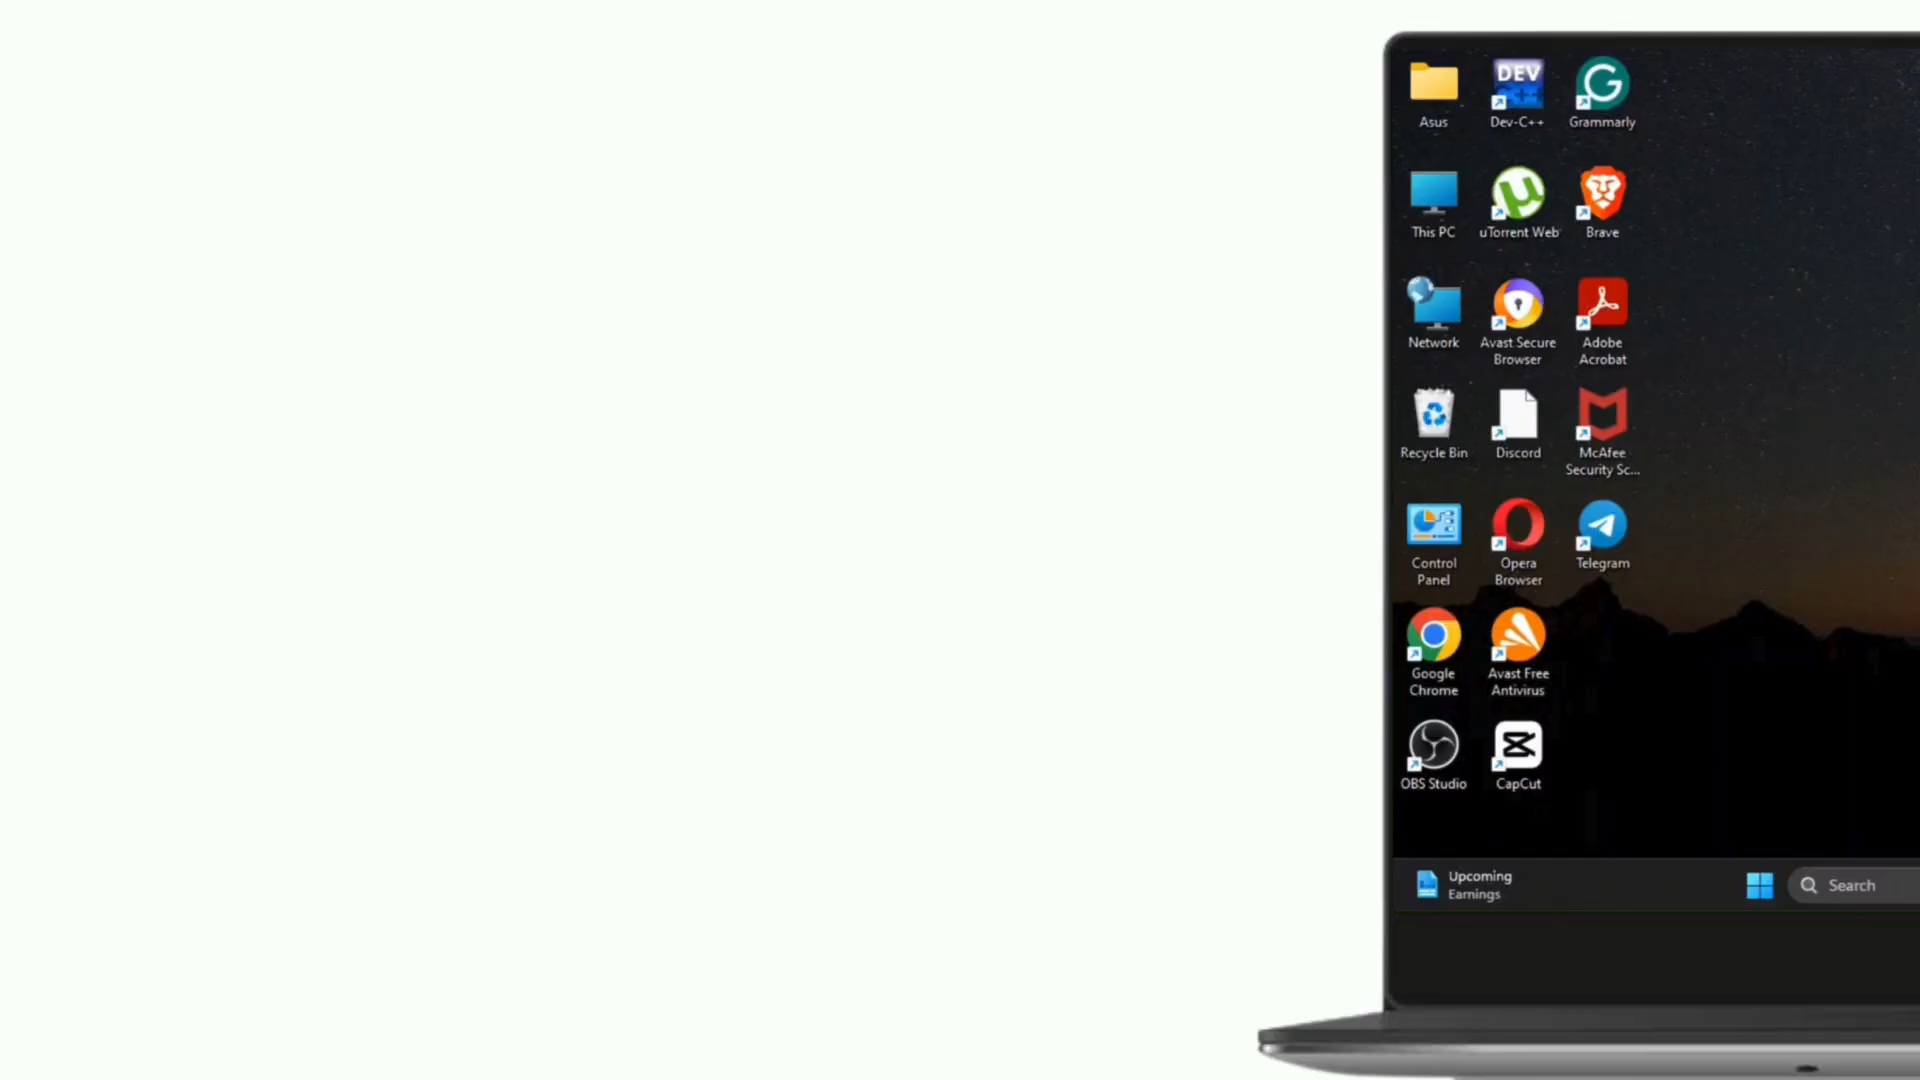 DEV
C++
Asus
Dev-C++
Grammarly
This PC
uTorrent Web
Brave
Network
Avast Secure
Browser
Adobe
Acrobat
Recycle Bin
Discord
McAfee
Security Sc...
Control
Panel
Opera
Browser
Telegram
Google
Chrome
Avast Free
Antivirus
OBS Studio
CapCut
Upcoming
Earnings
Search